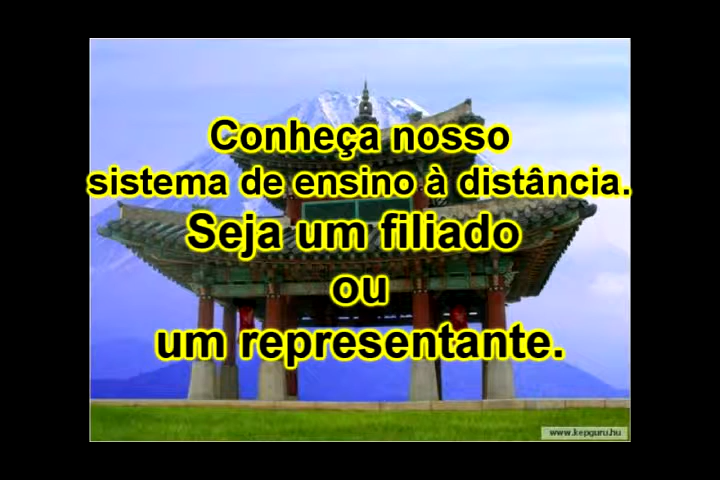 Conheça nosso
sistema de ensino à distância.
Seja um filiado
ou
um representante.
www.kepguru.hu